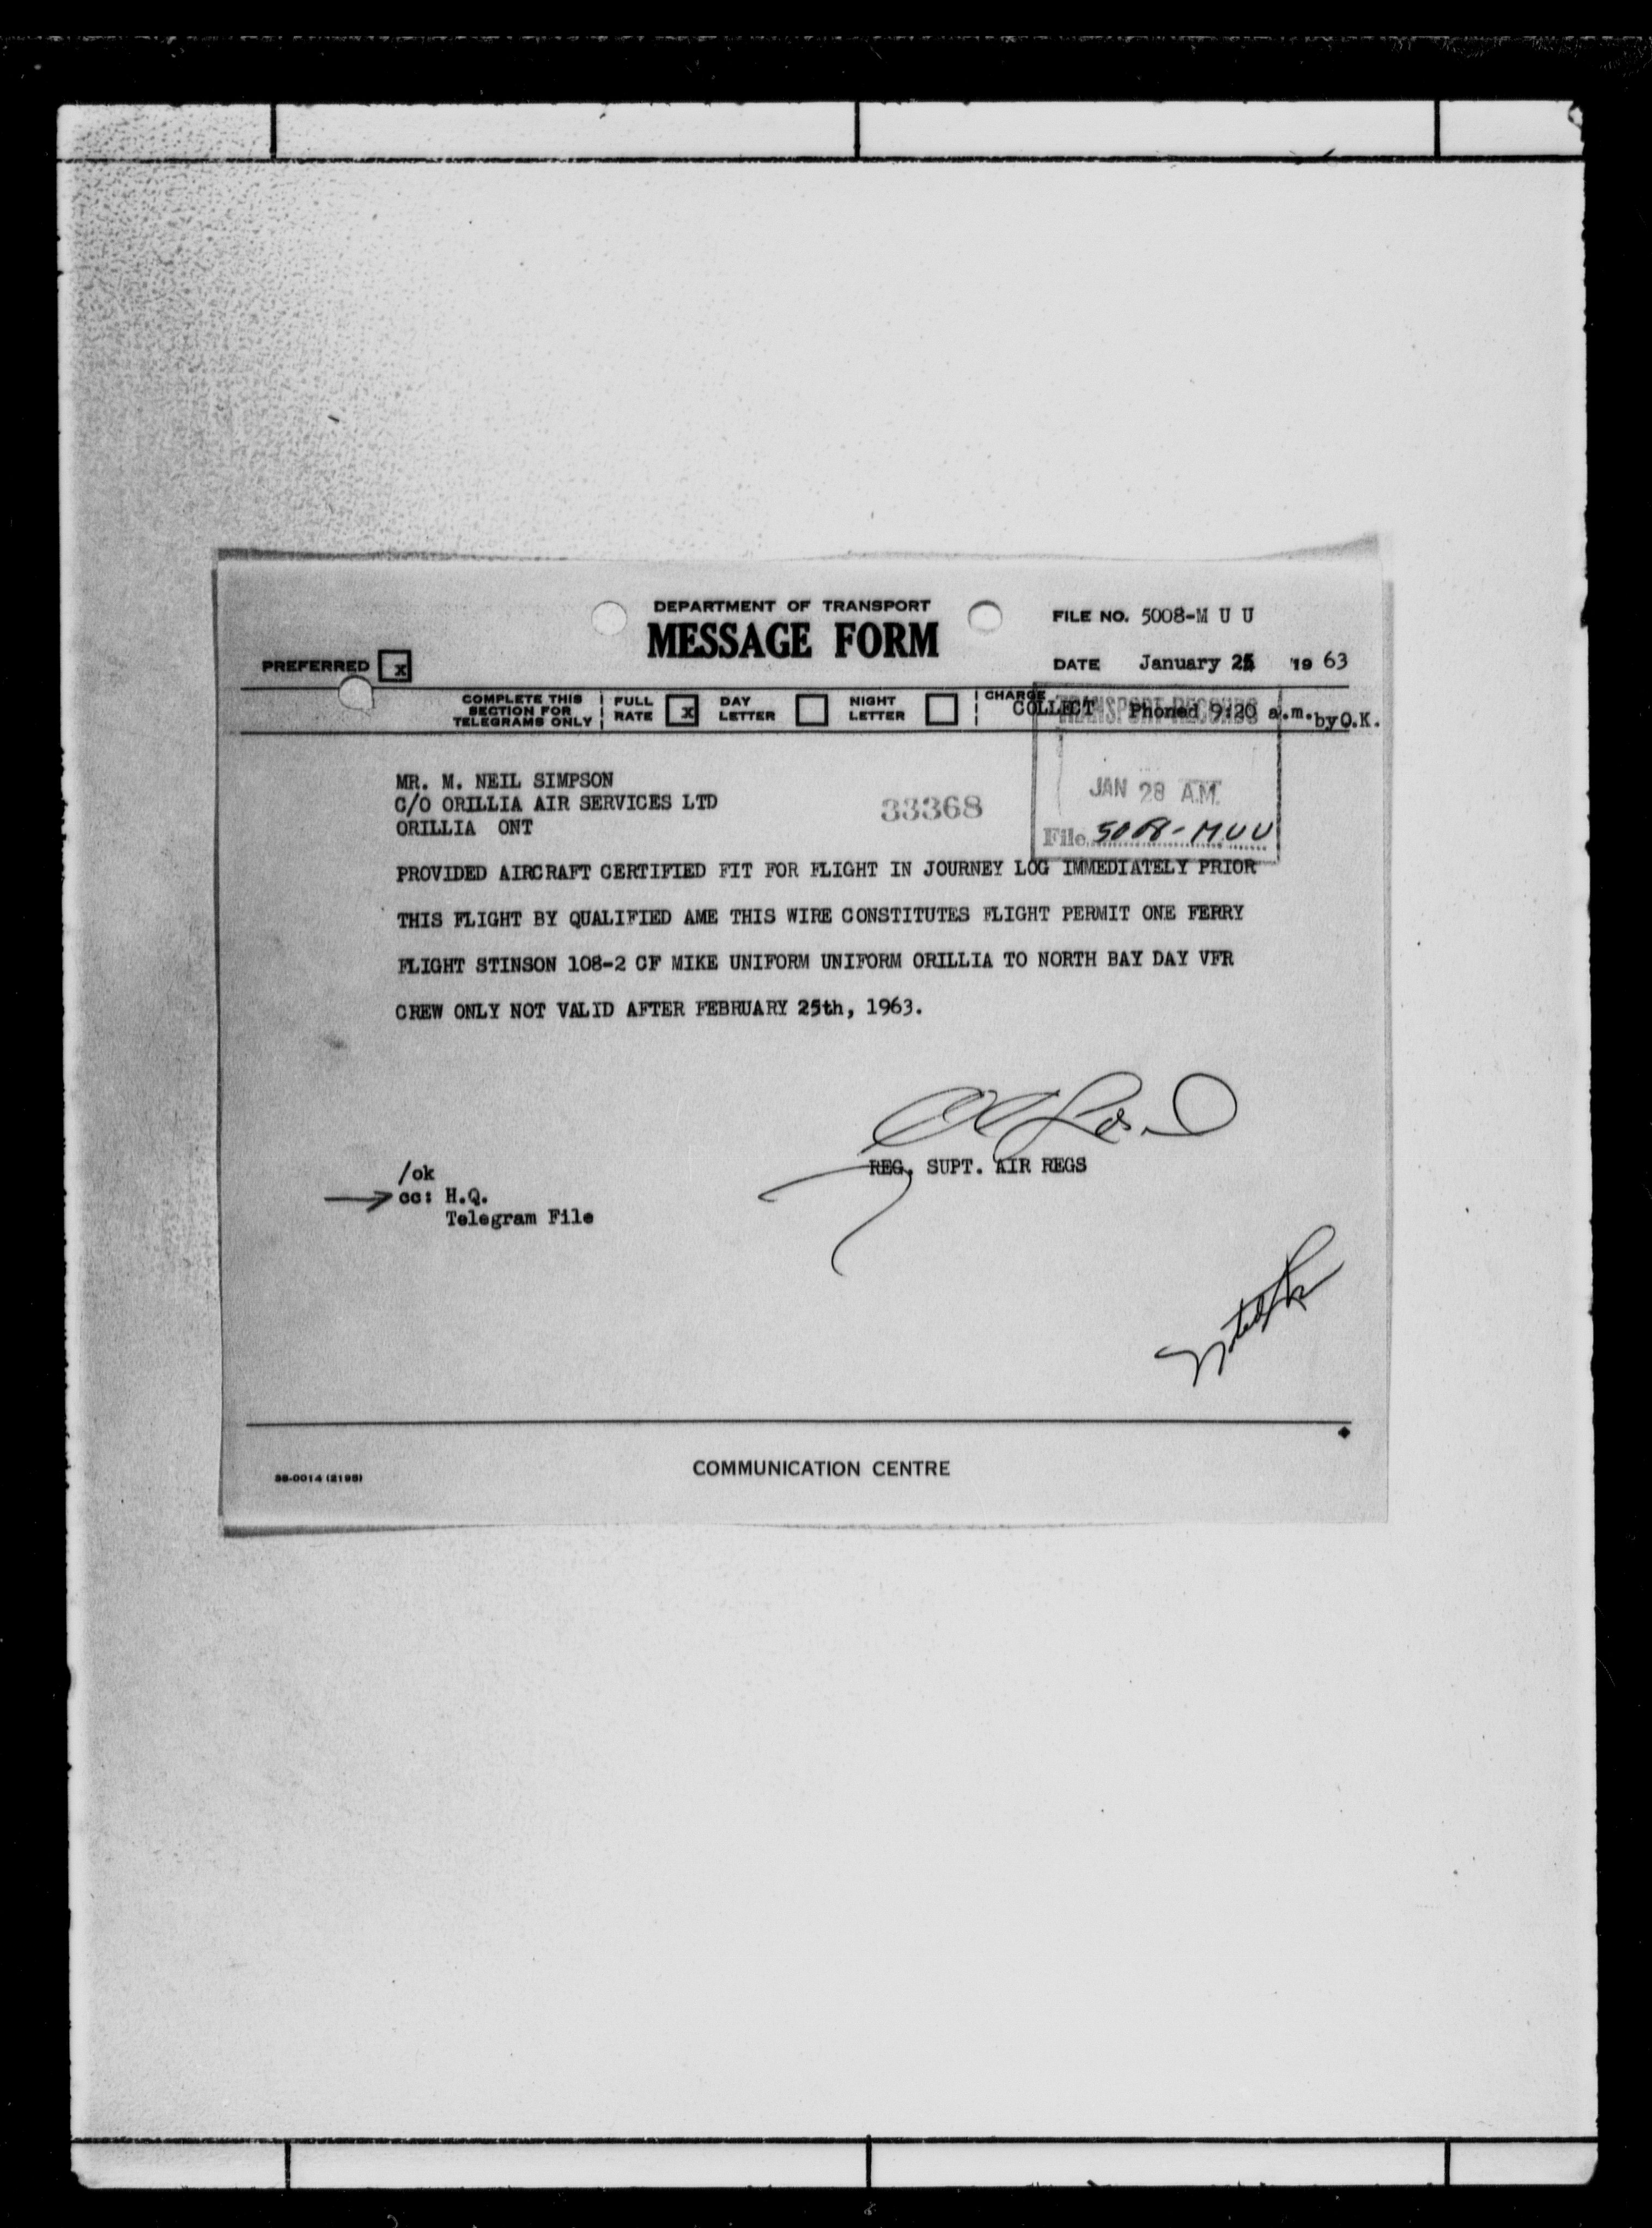 DEPARTMENT OF TRANSPORT
MESSAGE FORM
FILE NO. 5008-M U U
PREFERRED x
DATE January 19 63
COMPLETE THIS SECTION FOR TELEGRAMS ONLY FULL RATE x DAY LETTER NIGHT LETTER CHARGE COLLECT Phoned 9:20 a.m. by O.K.
TRANSPORT RECORDS
JAN 28 A.M.
File 5008-MUU
MR. M. NEIL SIMPSON
C/O ORILLIA AIR SERVICES LTD
ORILLIA ONT
33368
PROVIDED AIRCRAFT CERTIFIED FIT FOR FLIGHT IN JOURNEY LOG IMMEDIATELY PRIOR
THIS FLIGHT BY QUALIFIED AME THIS WIRE CONSTITUTES FLIGHT PERMIT ONE FERRY
FLIGHT STINSON 108-2 CF MIKE UNIFORM UNIFORM ORILLIA TO NORTH BAY DAY VFR
CREW ONLY NOT VALID AFTER FEBRUARY 25th, 1963.
REG. SUPT. AIR REGS
/ok
cc: H.Q.
Telegram File
COMMUNICATION CENTRE